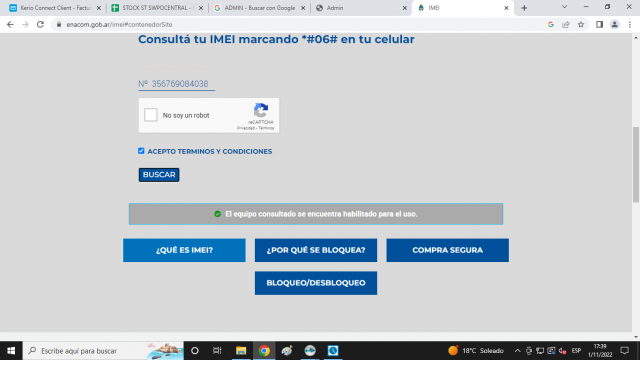 Kerio Connect Client - Factu
STOCK ST SWPOCENTRAL -
ADMIN - Buscar con Google
Admin
IMEI
enacom.gob.ar/imei#contenedorSite
Consultá tu IMEI marcando *#06# en tu celular
Nº 356769084038
No soy un robot
reCAPTCHA
Privacidad - Términos
ACEPTO TERMINOS Y CONDICIONES
BUSCAR
El equipo consultado se encuentra habilitado para el uso.
¿QUÉ ES IMEI?
¿POR QUÉ SE BLOQUEA?
COMPRA SEGURA
BLOQUEO/DESBLOQUEO
Escribe aquí para buscar
18°C Soleado
ESP
17:39
1/11/2022